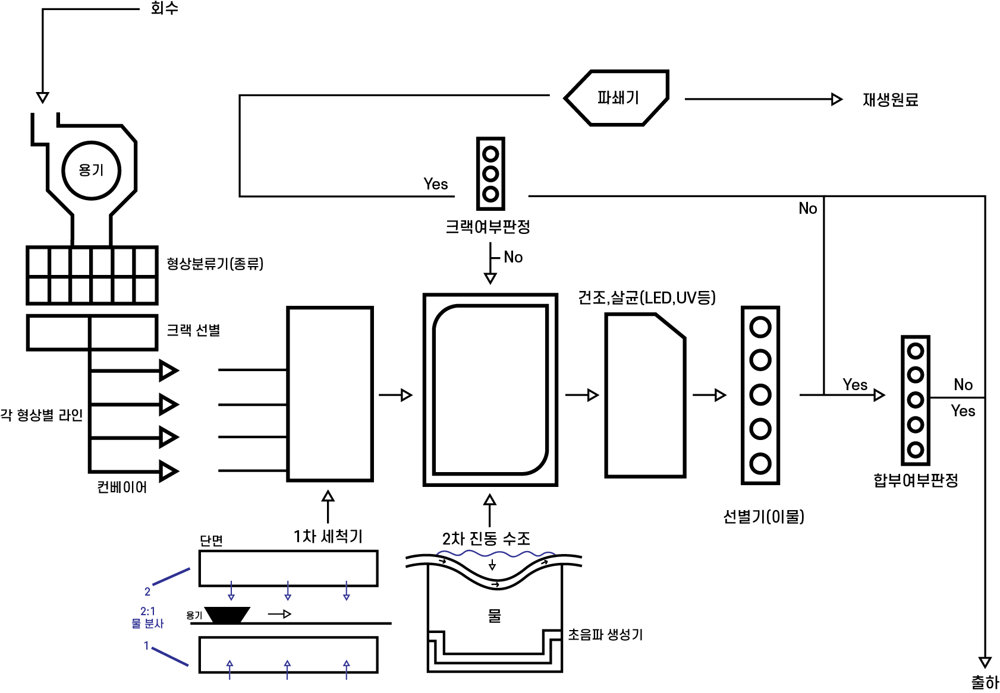 회수
파쇄기
재생원료
용기
Yes
No
크랙여부판정
No
형상분류기(종류)
건조,살균(LED,UV등)
크랙 선별
Yes
No
Yes
각 형상별 라인
컨베이어
합부여부판정
선별기(이물)
1차 세척기
2차 진동 수조
단면
2
2:1
물 분사
용기
물
초음파 생성기
1
출하